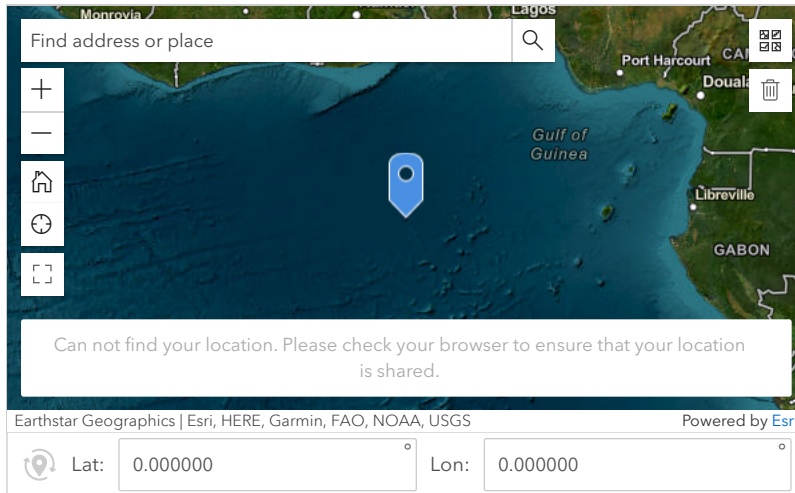 Monrovia
Lagos
Find address or place
Port Harcourt
Douala
Gulf of
Guinea
Libreville
GABON
Can not find your location. Please check your browser to ensure that your location
is shared.
Earthstar Geographics | Esri, HERE, Garmin, FAO, NOAA, USGS
Powered by Esr
Lat:
0.000000
°
Lon:
0.000000
°